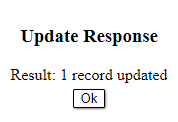 Update Response
Result: 1 record updated
Ok